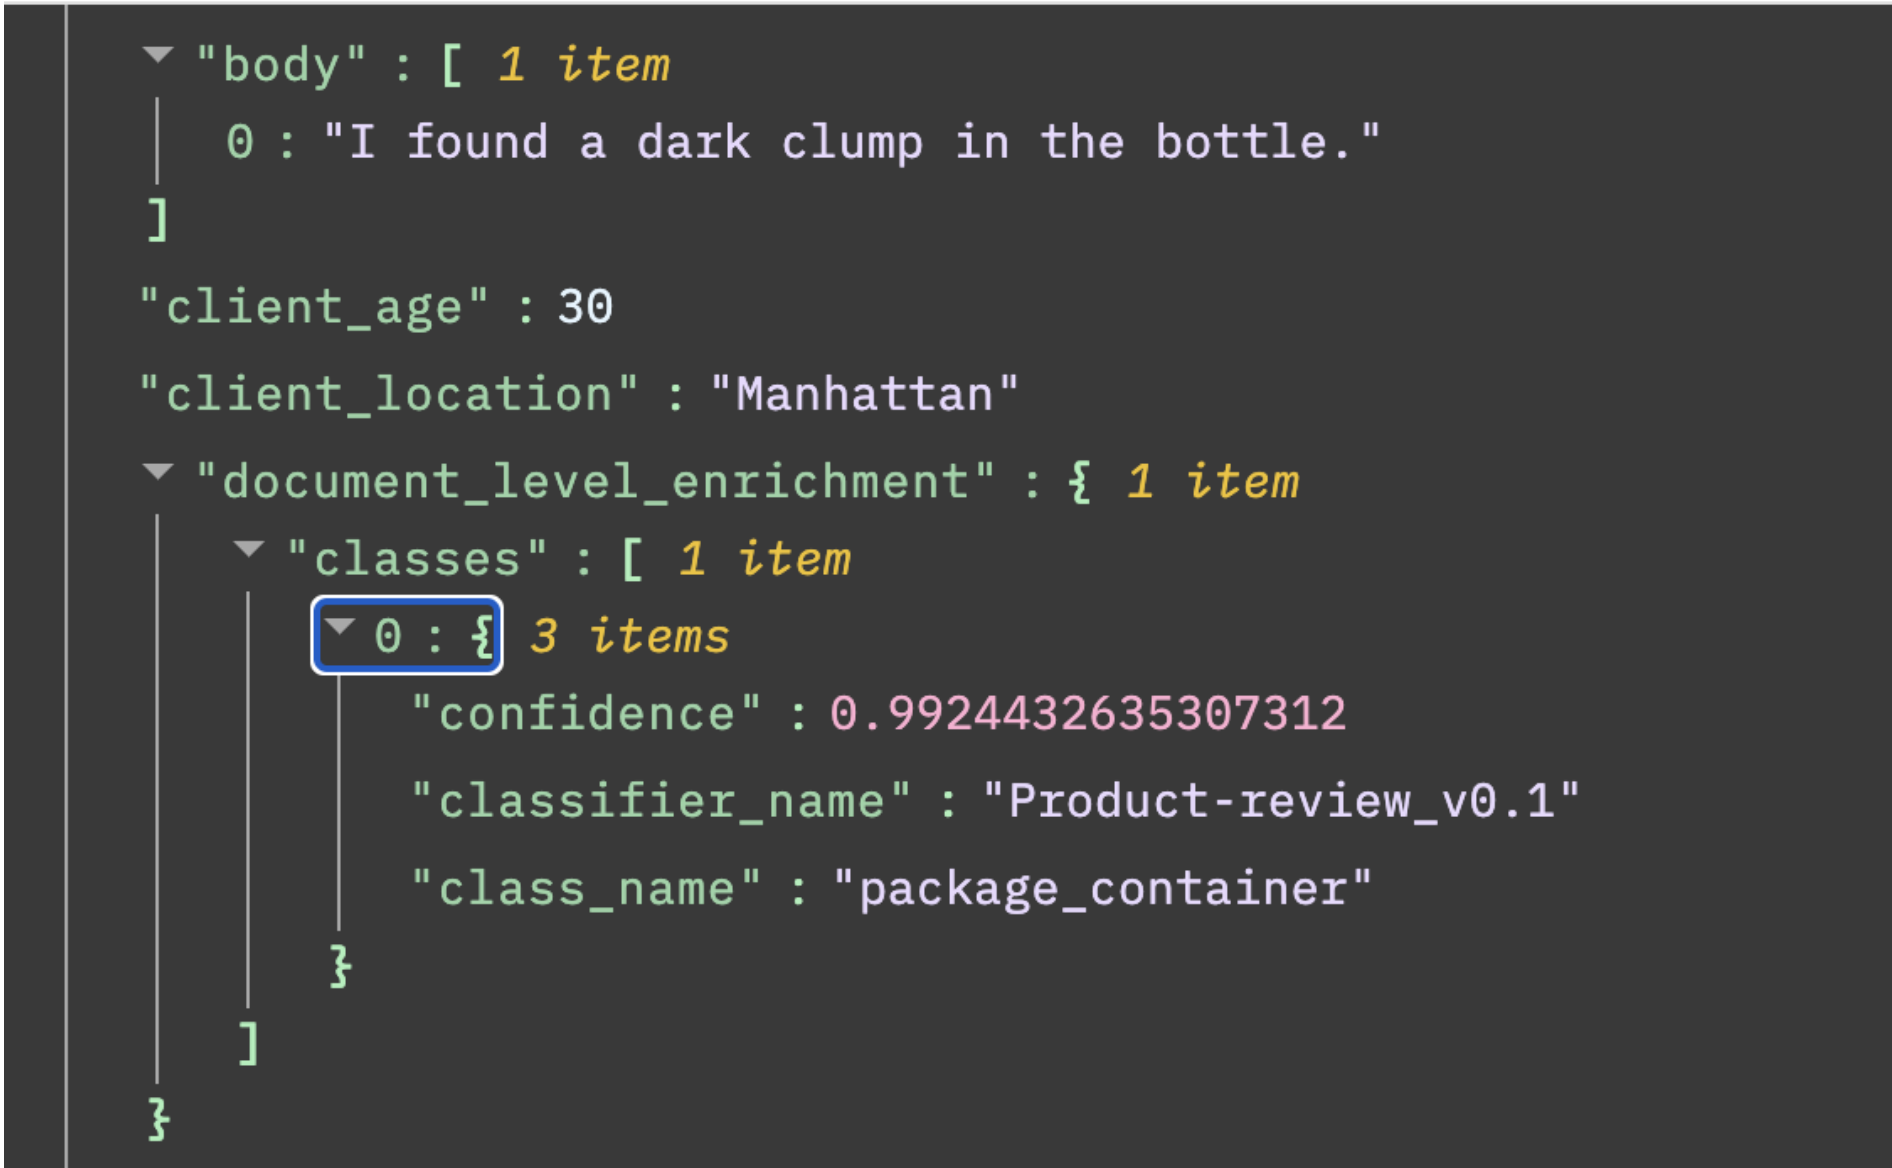 "body" : [ 1 item
0 : "I found a dark clump in the bottle."
]
"client_age" : 30
"client_location" : "Manhattan"
"document_level_enrichment" : { 1 item
"classes" : [ 1 item
0 : { 3 items
"confidence" : 0.9924432635307312
"classifier_name" : "Product-review_v0.1"
"class_name" : "package_container"
}
]
}